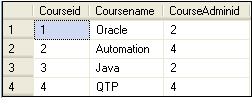 Courseid Coursename CourseAdminid
1 1 Oracle 2
2 2 Automation 4
3 3 Java 2
4 4 QTP 4